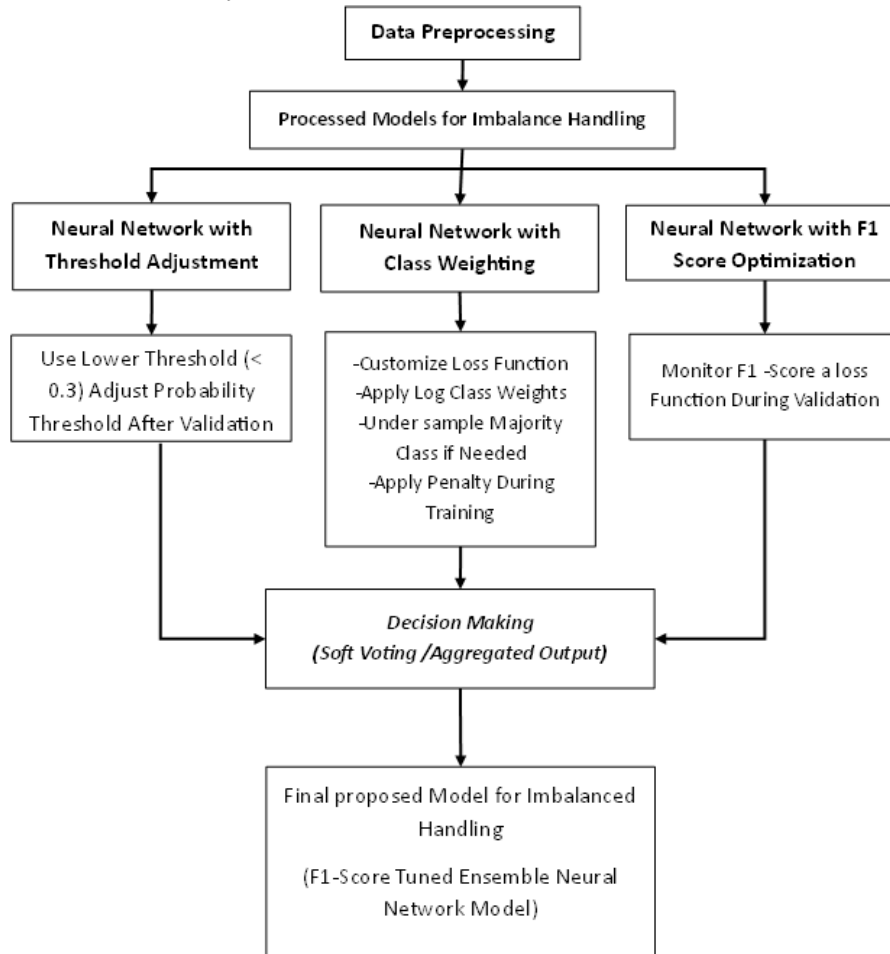 Data Preprocessing
Processed Models for Imbalance Handling
Neural Network with
Threshold Adjustment
Neural Network with
Class Weighting
Neural Network with F1
Score Optimization
Use Lower Threshold (<
0.3) Adjust Probability
Threshold After Validation
-Customize Loss Function
-Apply Log Class Weights
-Under sample Majority
Class if Needed
-Apply Penalty During
Training
Monitor F1 -Score a loss
Function During Validation
Decision Making
(Soft Voting /Aggregated Output)
Final proposed Model for Imbalanced
Handling
(F1-Score Tuned Ensemble Neural
Network Model)